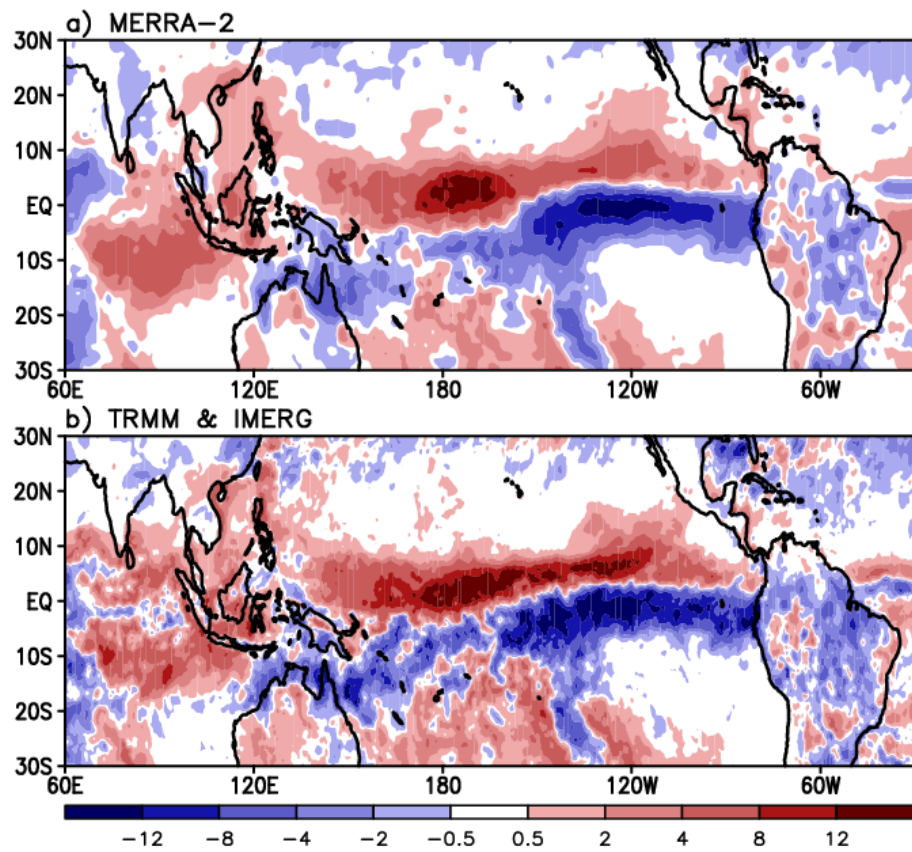 a) MERRA-2
30N
20N
10N
EQ
10S
20S
30S
60E 120E 180 120W 60W
b) TRMM & IMERG
30N
20N
10N
EQ
10S
20S
30S
60E 120E 180 120W 60W
-12 -8 -4 -2 -0.5 0.5 2 4 8 12